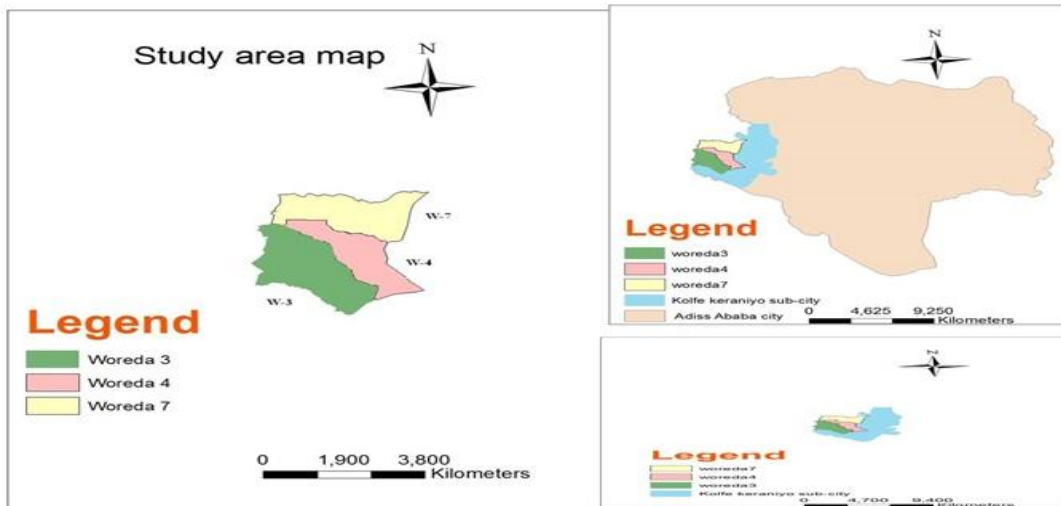 Study area map
N
W-7
W-4
W-3
Legend
Woreda 3
Woreda 4
Woreda 7
0 1,900 3,800
Kilometers
N
Legend
woreda3
woreda4
woreda7
Kolfe keraniyo sub-city
Adiss Ababa city
0 4,625 9,250
Kilometers
N
Legend
woreda7
woreda4
woreda3
Kolfe keraniyo sub-city
0 4,700 9,400
Kilometers